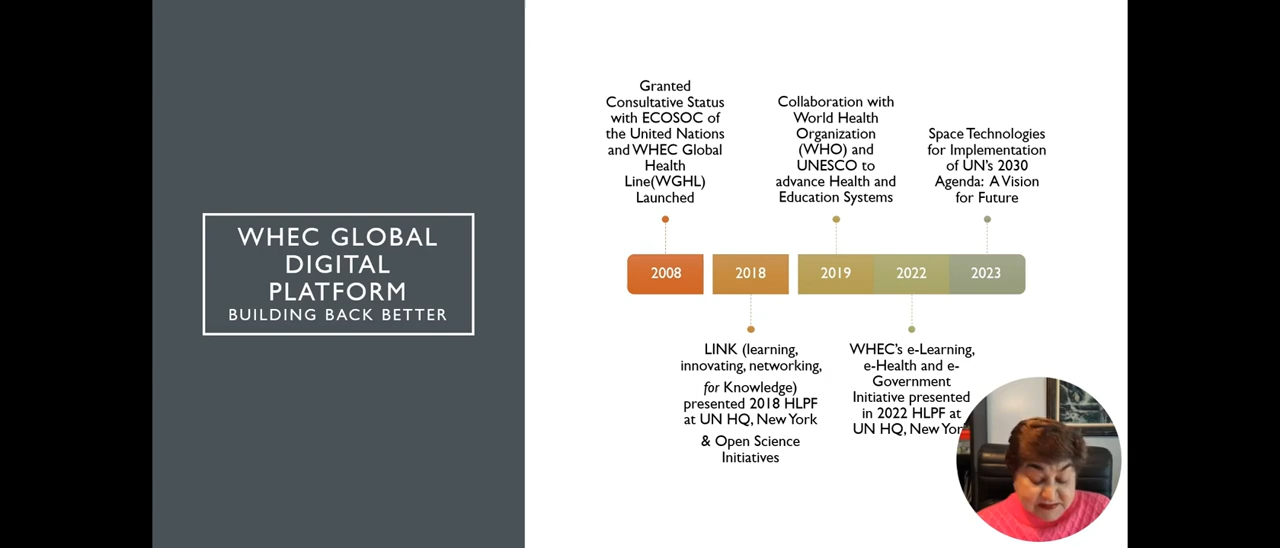 WHEC GLOBAL
DIGITAL
PLATFORM
BUILDING BACK BETTER
Granted
Consultative Status
with ECOSOC of
the United Nations
and WHEC Global
Health
Line(WGHL)
Launched
Collaboration with
World Health
Organization
(WHO) and
UNESCO to
advance Health and
Education Systems
Space Technologies
for Implementation
of UN's 2030
Agenda: A Vision
for Future
2008
2018
2019
2022
2023
LINK (learning,
innovating, networking,
for Knowledge)
presented 2018 HLPF
at UN HQ, New York
& Open Science
Initiatives
WHEC's e-Learning,
e-Health and e-
Government
Initiative presented
in 2022 HLPF at
UN HQ, New York